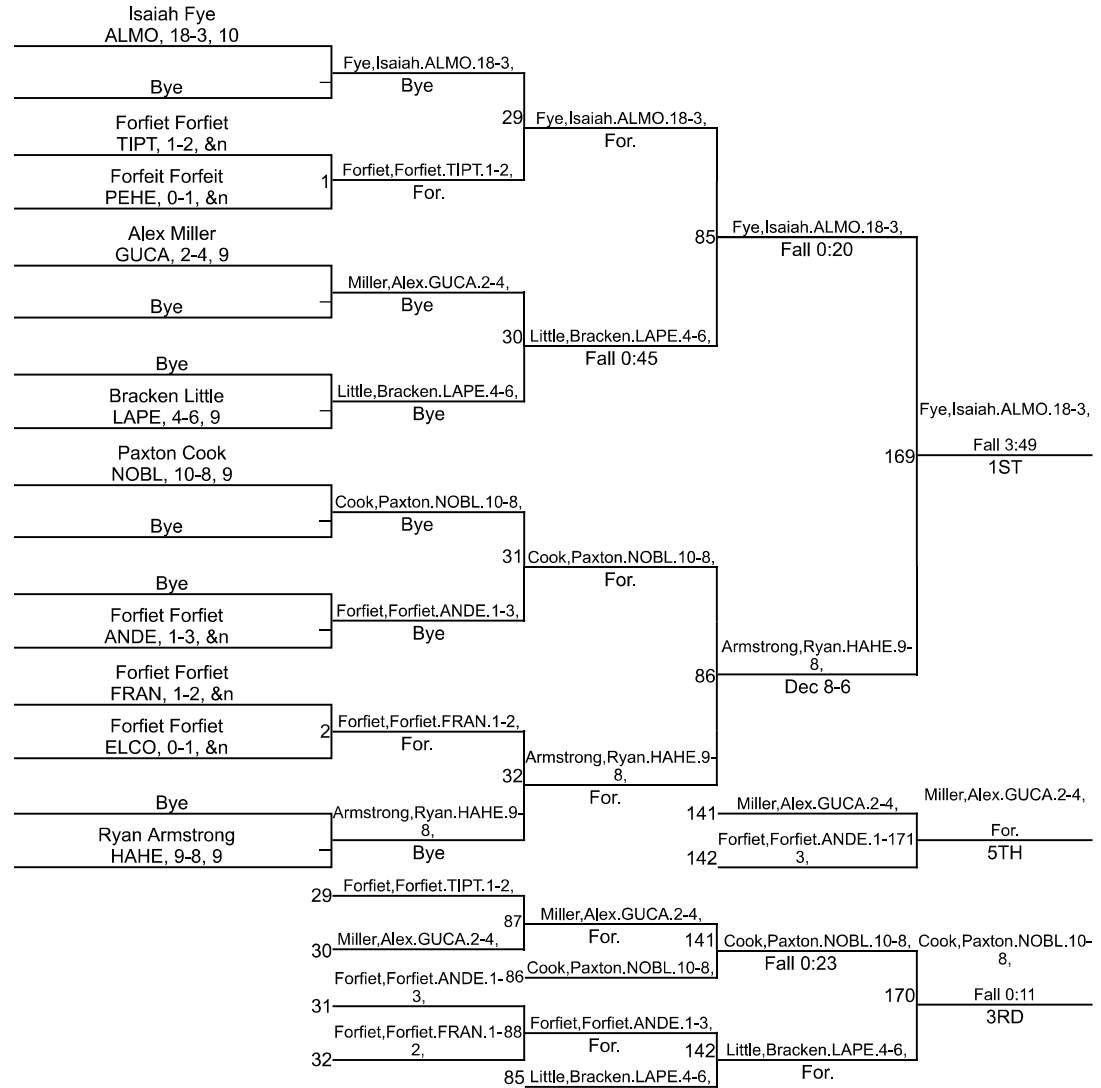 Isaiah Fye
ALMO, 18-3, 10
Bye
Forfiet Forfiet
TIPT, 1-2, &n
Forfeit Forfeit
PEHE, 0-1, &n
1
Alex Miller
GUCA, 2-4, 9
Bye
Bye
Bracken Little
LAPE, 4-6, 9
Paxton Cook
NOBL, 10-8, 9
Bye
Bye
Forfiet Forfiet
ANDE, 1-3, &n
Forfiet Forfiet
FRAN, 1-2, &n
Forfiet Forfiet
ELCO, 0-1, &n
2
Bye
Ryan Armstrong
HAHE, 9-8, 9
Fye,Isaiah.ALMO.18-3,
Bye
29
Forfiet,Forfiet.TIPT.1-2,
For.
Miller,Alex.GUCA.2-4,
Bye
30
Little,Bracken.LAPE.4-6,
Bye
Cook,Paxton.NOBL.10-8,
Bye
31
Forfiet,Forfiet.ANDE.1-3,
Bye
Forfiet,Forfiet.FRAN.1-2,
For.
32
Armstrong,Ryan.HAHE.9-
8,
Bye
Fye,Isaiah.ALMO.18-3,
For.
85
Little,Bracken.LAPE.4-6,
Fall 0:45
Cook,Paxton.NOBL.10-8,
For.
86
Armstrong,Ryan.HAHE.9-
8,
For.
Fye,Isaiah.ALMO.18-3,
Fall 0:20
169
Armstrong,Ryan.HAHE.9-
8,
Dec 8-6
Fye,Isaiah.ALMO.18-3,
Fall 3:49
1ST
141
Miller,Alex.GUCA.2-4,
142
Forfiet,Forfiet.ANDE.1-
3,
171
Miller,Alex.GUCA.2-4,
For.
5TH
29
Forfiet,Forfiet.TIPT.1-2,
30
Miller,Alex.GUCA.2-4,
87
31
Forfiet,Forfiet.ANDE.1-
3,
32
Forfiet,Forfiet.FRAN.1-
2,
88
Miller,Alex.GUCA.2-4,
For.
86
Cook,Paxton.NOBL.10-8,
141
Forfiet,Forfiet.ANDE.1-3,
For.
85
Little,Bracken.LAPE.4-6,
142
Cook,Paxton.NOBL.10-8,
Fall 0:23
170
Little,Bracken.LAPE.4-6,
For.
Cook,Paxton.NOBL.10-
8,
Fall 0:11
3RD